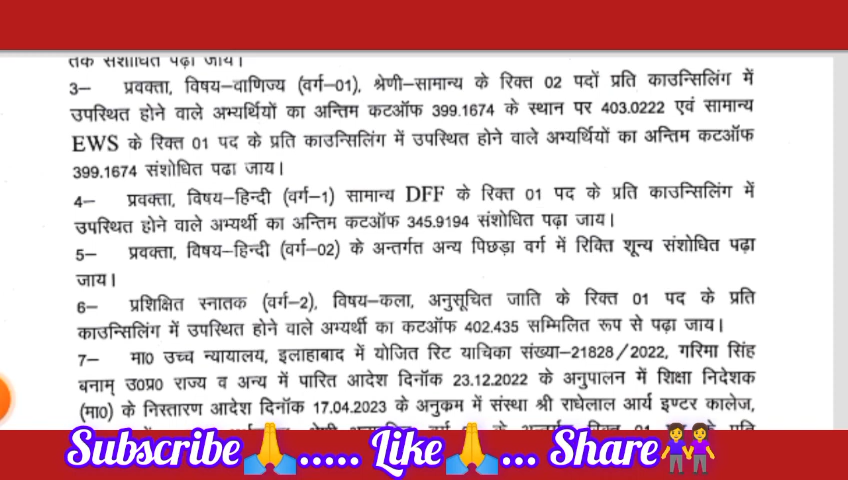 तक संशोधित पढ़ा जाय।
3— प्रवक्ता, विषय—वाणिज्य (वर्ग—01), श्रेणी—सामान्य के रिक्त 02 पदों प्रति काउन्सिलिंग में
उपस्थित होने वाले अभ्यर्थियों का अन्तिम कटऑफ 399.1674 के स्थान पर 403.0222 एवं सामान्य
EWS के रिक्त 01 पद के प्रति काउन्सिलिंग में उपस्थित होने वाले अभ्यर्थियों का अन्तिम कटऑफ
399.1674 संशोधित पढा जाय।
4— प्रवक्ता, विषय—हिन्दी (वर्ग—1) सामान्य DFF के रिक्त 01 पद के प्रति काउन्सिलिंग में
उपस्थित होने वाले अभ्यर्थी का अन्तिम कटऑफ 345.9194 संशोधित पढ़ा जाय।
5— प्रवक्ता, विषय—हिन्दी (वर्ग—02) के अन्तर्गत अन्य पिछड़ा वर्ग में रिक्ति शून्य संशोधित पढ़ा
जाय।
6— प्रशिक्षित स्नातक (वर्ग—2), विषय—कला, अनुसूचित जाति के रिक्त 01 पद के प्रति
काउन्सिलिंग में उपस्थित होने वाले अभ्यर्थी का कटऑफ 402.435 सम्मिलित रूप से पढ़ा जाय।
7— मा0 उच्च न्यायालय, इलाहाबाद में योजित रिट याचिका संख्या—21828/2022, गरिमा सिंह
बनाम् उ0प्र0 राज्य व अन्य में पारित आदेश दिनॉक 23.12.2022 के अनुपालन में शिक्षा निदेशक
(मा0) के निस्तारण आदेश दिनॉक 17.04.2023 के अनुक्रम में संस्था श्री राधेलाल आर्य इण्टर कालेज,
Subscribe🙏..... Like🙏... Share👭